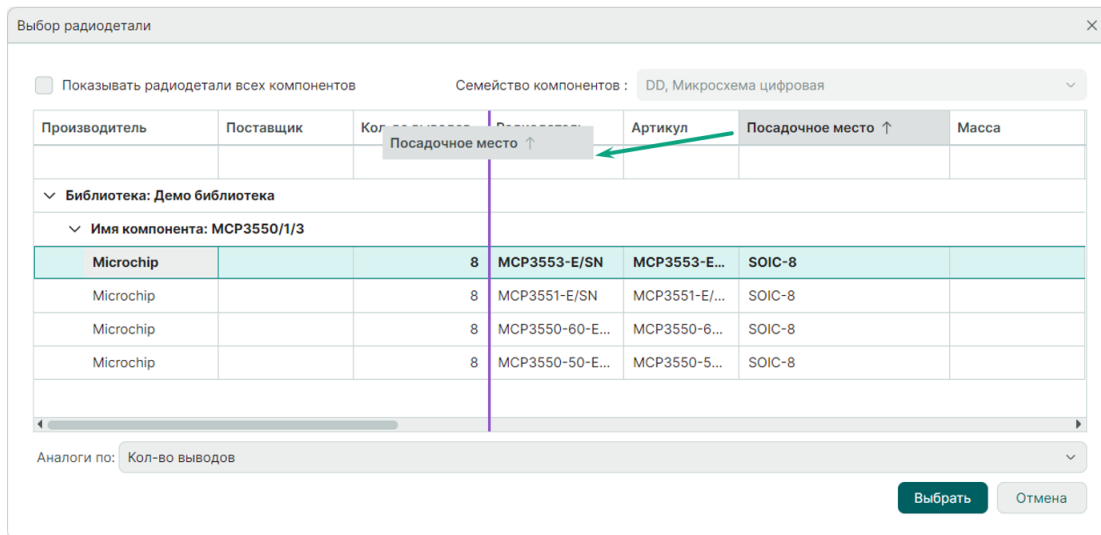 Выбор радиодетали
Показывать радиодетали всех компонентов Семейство компонентов : DD, Микросхема цифровая
Производитель Поставщик Артикул Посадочное место ↑ Масса
Посадочное место ↑
Библиотека: Демо библиотека
Имя компонента: MCP3550/1/3
Microchip 8 MCP3553-E/SN MCP3553-E... SOIC-8
Microchip 8 MCP3551-E/SN MCP3551-E/... SOIC-8
Microchip 8 MCP3550-60-E... MCP3550-6... SOIC-8
Microchip 8 MCP3550-50-E... MCP3550-5... SOIC-8
Аналоги по: Кол-во выводов
Выбрать Отмена